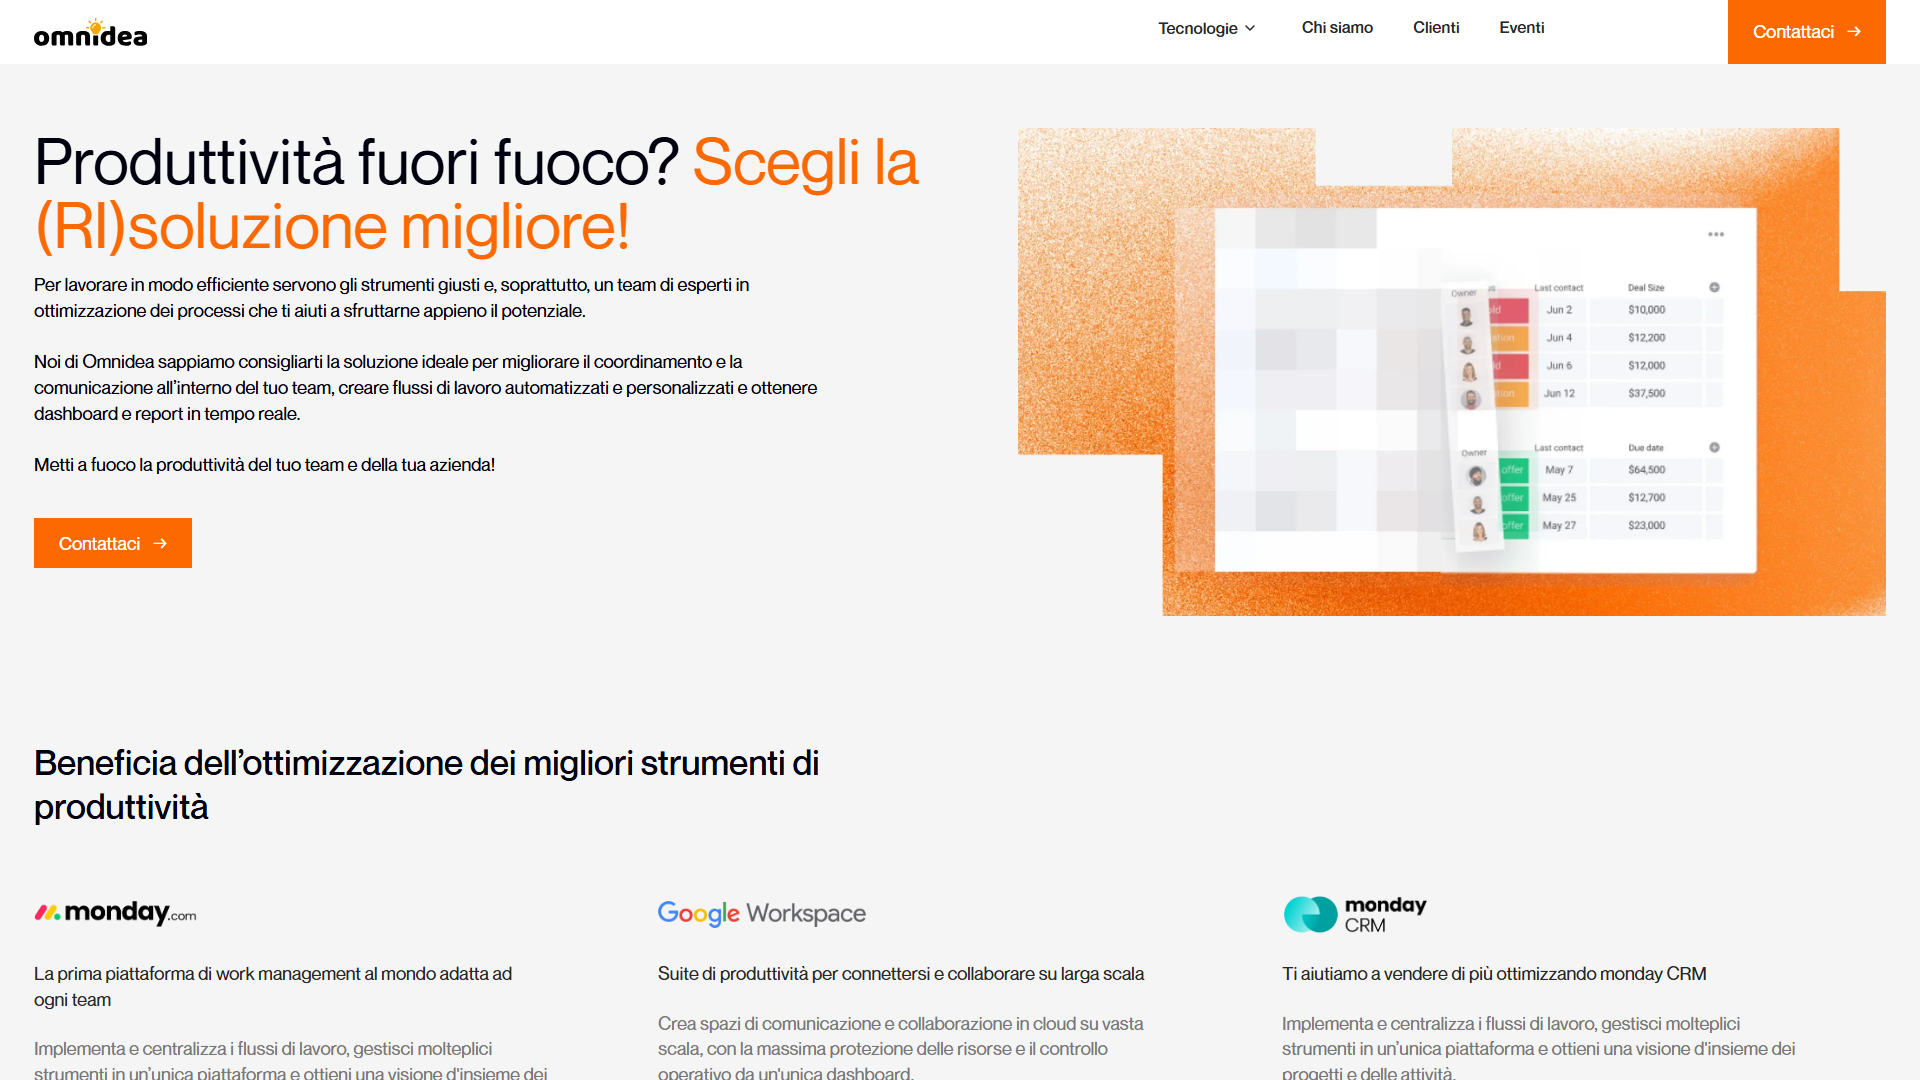 omnidea
Tecnologie
Chi siamo
Clienti
Eventi
Contattaci
Produttività fuori fuoco? Scegli la
(RI)soluzione migliore!
Per lavorare in modo efficiente servono gli strumenti giusti e, soprattutto, un team di esperti in
ottimizzazione dei processi che ti aiuti a sfruttarne appieno il potenziale.
Noi di Omnidea sappiamo consigliarti la soluzione ideale per migliorare il coordinamento e la
comunicazione all’interno del tuo team, creare flussi di lavoro automatizzati e personalizzati e ottenere
dashboard e report in tempo reale.
Metti a fuoco la produttività del tuo team e della tua azienda!
Contattaci
Owner Last contact Deal Size
Jun 2 $10,000
Jun 4 $12,200
Jun 6 $12,000
Jun 12 $37,500
Owner Last contact Due date
offer May 7 $64,500
offer May 25 $12,700
offer May 27 $23,000
Beneficia dell’ottimizzazione dei migliori strumenti di
produttività
monday.com
La prima piattaforma di work management al mondo adatta ad
ogni team
Implementa e centralizza i flussi di lavoro, gestisci molteplici
strumenti in un’unica piattaforma e ottieni una visione d'insieme dei
Google Workspace
Suite di produttività per connettersi e collaborare su larga scala
Crea spazi di comunicazione e collaborazione in cloud su vasta
scala, con la massima protezione delle risorse e il controllo
operativo da un'unica dashboard.
monday
CRM
Ti aiutiamo a vendere di più ottimizzando monday CRM
Implementa e centralizza i flussi di lavoro, gestisci molteplici
strumenti in un’unica piattaforma e ottieni una visione d'insieme dei
progetti e delle attività.